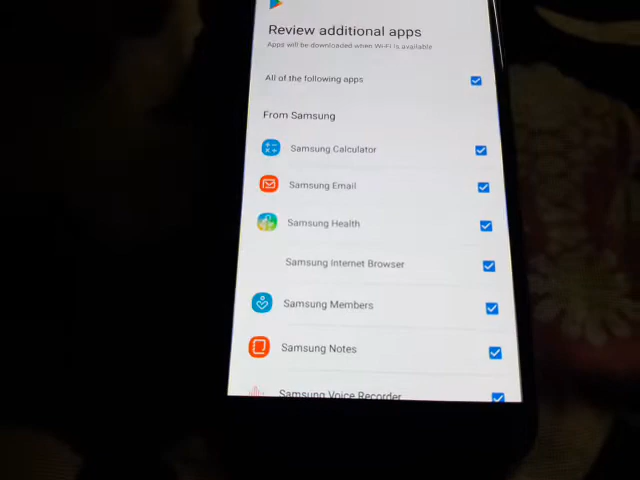 Review additional apps
Apps will be downloaded when Wi-Fi is available
All of the following apps
From Samsung
Samsung Calculator
Samsung Email
Samsung Health
Samsung Internet Browser
Samsung Members
Samsung Notes
Samsung Voice Recorder